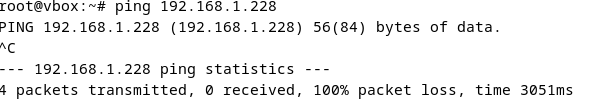 root@vbox:~# ping 192.168.1.228
PING 192.168.1.228 (192.168.1.228) 56(84) bytes of data.
^C
--- 192.168.1.228 ping statistics ---
4 packets transmitted, 0 received, 100% packet loss, time 3051ms